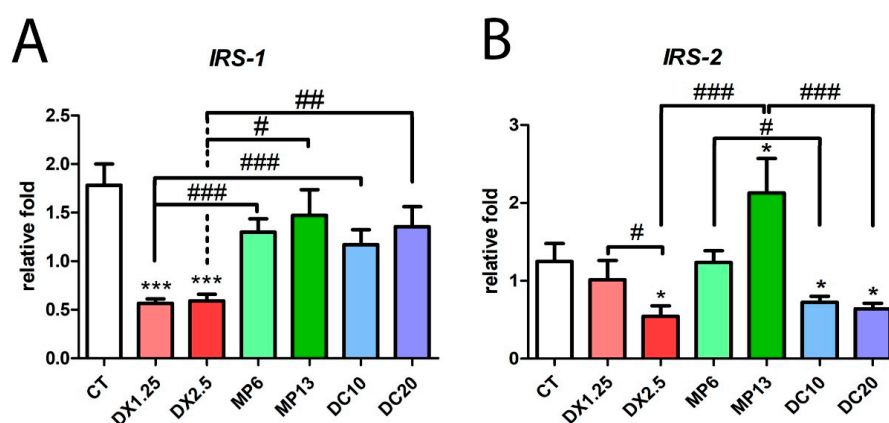 A
IRS-1
relative fold
2.5
2.0
1.5
1.0
0.5
0.0
##
#
###
###
***
***
CT
DX1.25
DX2.5
MP6
MP13
DC10
DC20
B
IRS-2
relative fold
3
2
1
0
### ###
#
*
#
*
*
*
CT
DX1.25
DX2.5
MP6
MP13
DC10
DC20